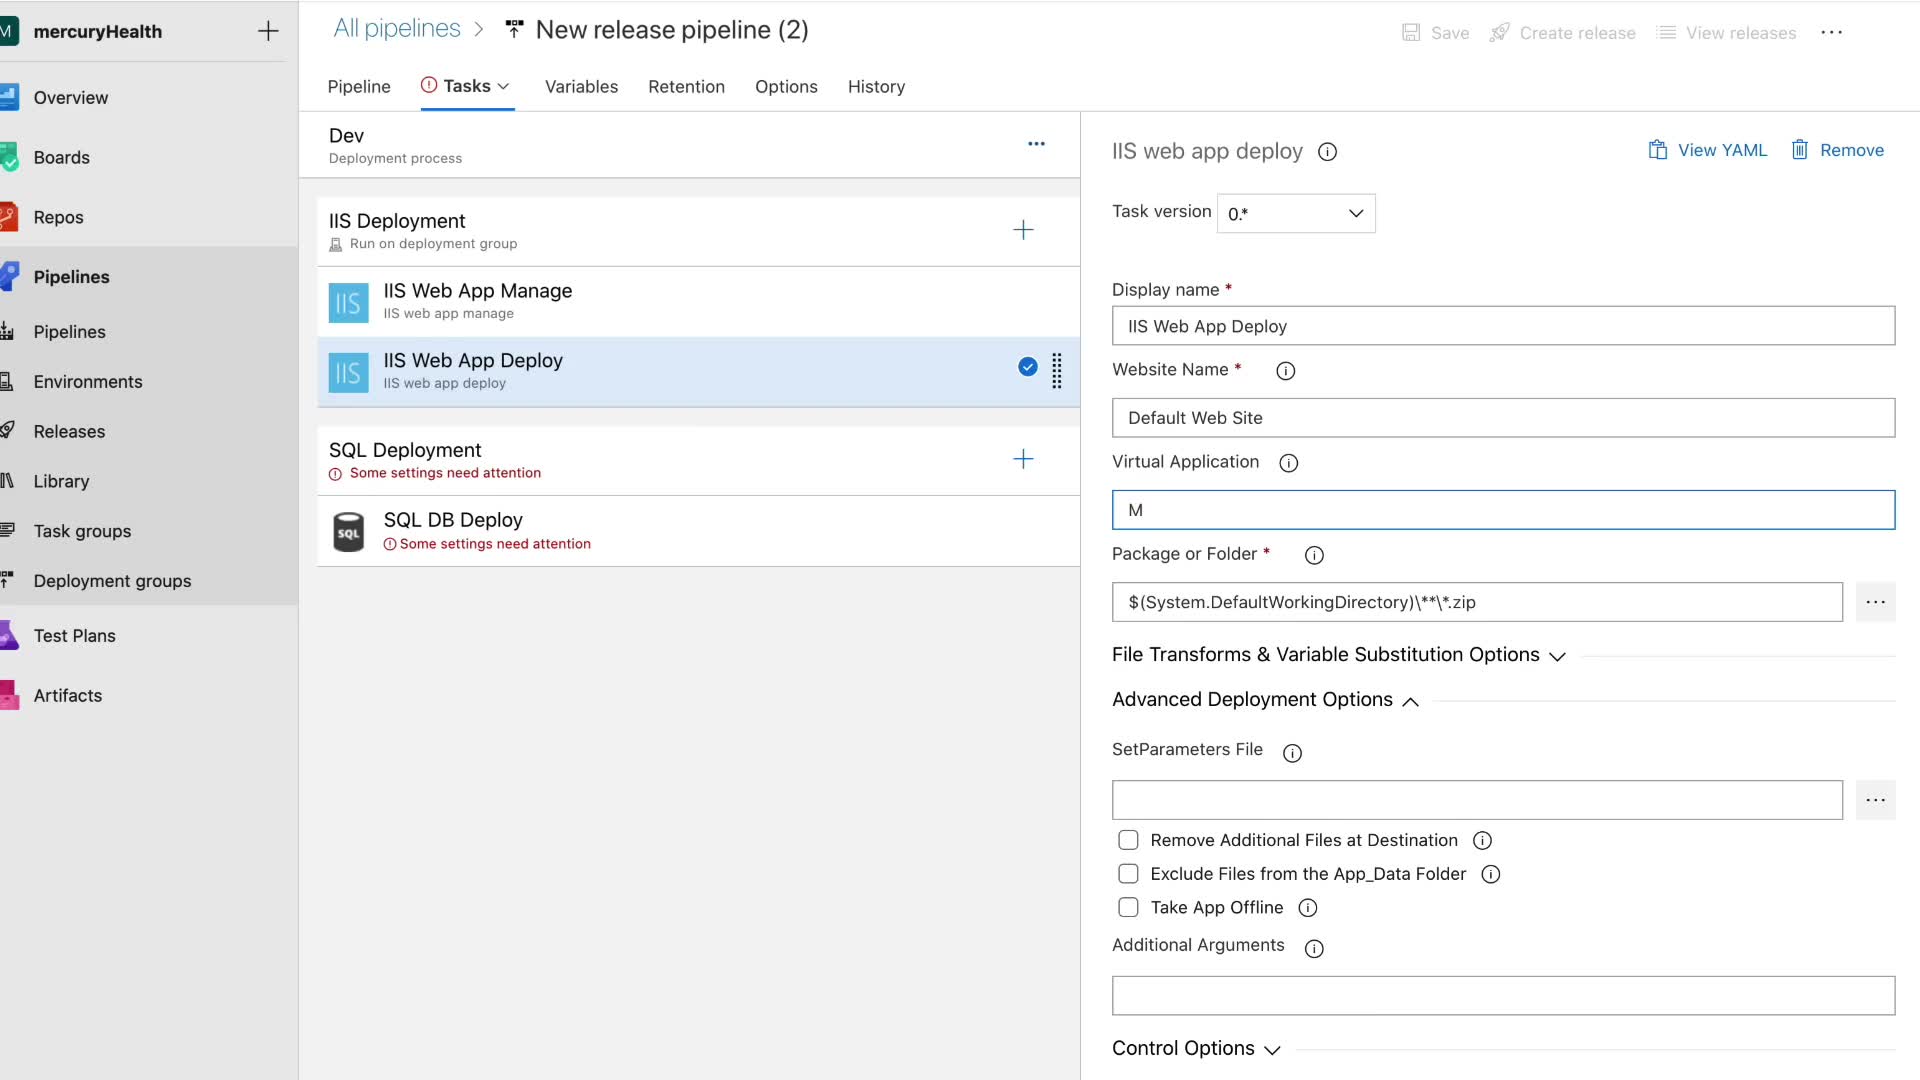 M mercuryHealth
Overview
Boards
Repos
Pipelines
Pipelines
Environments
Releases
Library
Task groups
Deployment groups
Test Plans
Artifacts
All pipelines > New release pipeline (2)
Save Create release View releases
Pipeline Tasks Variables Retention Options History
Dev
Deployment process
IIS Deployment
Run on deployment group
IIS
IIS Web App Manage
IIS web app manage
IIS
IIS Web App Deploy
IIS web app deploy
SQL Deployment
Some settings need attention
SQL
SQL DB Deploy
Some settings need attention
IIS web app deploy
View YAML Remove
Task version 0.*
Display name *
IIS Web App Deploy
Website Name *
Default Web Site
Virtual Application
M
Package or Folder *
$(System.DefaultWorkingDirectory)\**\*.zip
File Transforms & Variable Substitution Options
Advanced Deployment Options
SetParameters File
Remove Additional Files at Destination
Exclude Files from the App_Data Folder
Take App Offline
Additional Arguments
Control Options